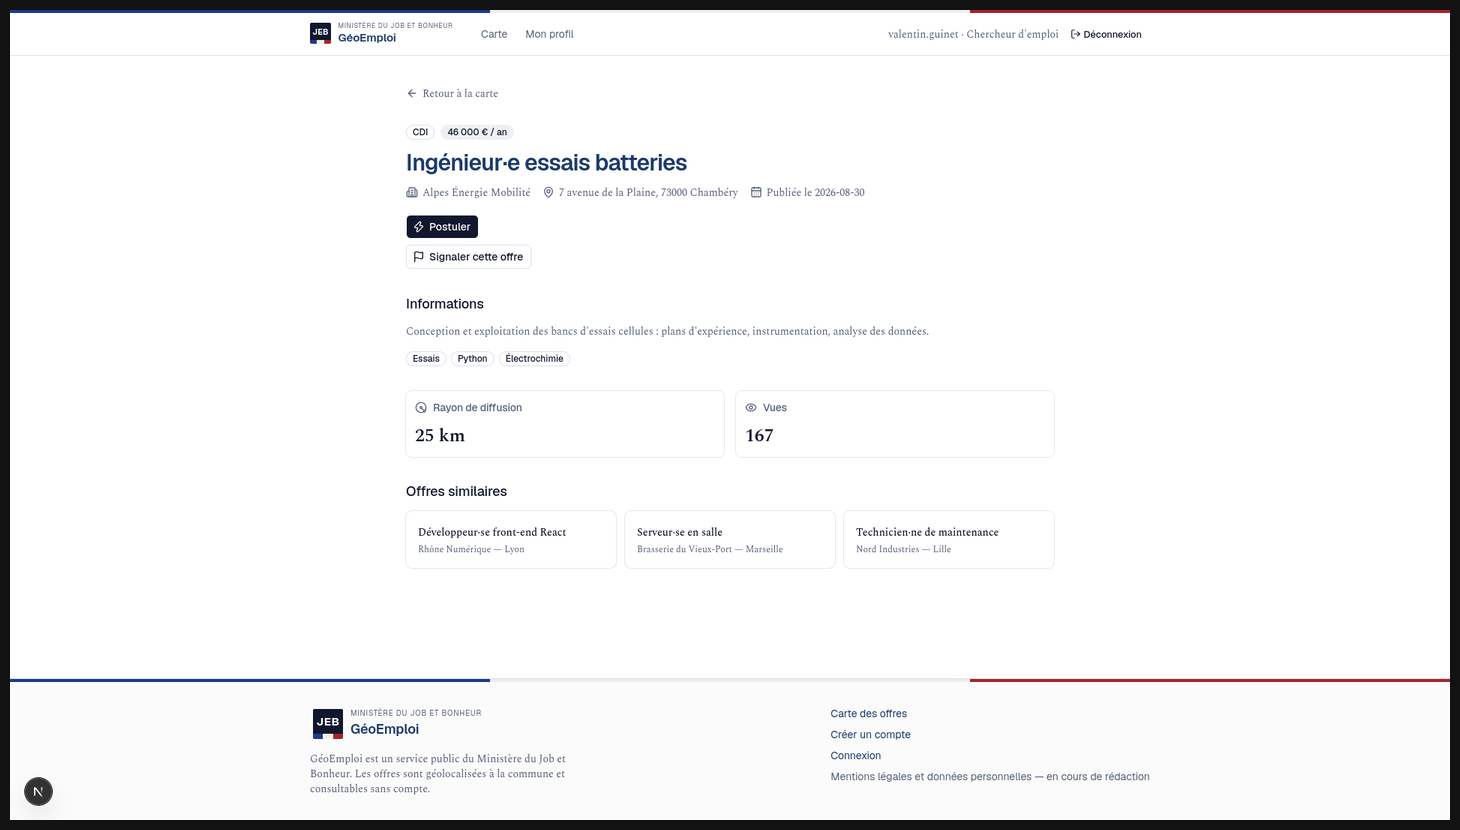 JEB
MINISTÈRE DU JOB ET BONHEUR
GéoEmploi
Carte
Mon profil
valentin.guinet · Chercheur d'emploi
Déconnexion
Retour à la carte
CDI
46 000 € / an
Ingénieur·e essais batteries
Alpes Énergie Mobilité
7 avenue de la Plaine, 73000 Chambéry
Publiée le 2026-08-30
Postuler
Signaler cette offre
Informations
Conception et exploitation des bancs d'essais cellules : plans d'expérience, instrumentation, analyse des données.
Essais
Python
Électrochimie
Rayon de diffusion
25 km
Vues
167
Offres similaires
Développeur·se front-end React
Rhône Numérique — Lyon
Serveur·se en salle
Brasserie du Vieux-Port — Marseille
Technicien·ne de maintenance
Nord Industries — Lille
JEB
MINISTÈRE DU JOB ET BONHEUR
GéoEmploi
GéoEmploi est un service public du Ministère du Job et
Bonheur. Les offres sont géolocalisées à la commune et
consultables sans compte.
Carte des offres
Créer un compte
Connexion
Mentions légales et données personnelles — en cours de rédaction
N